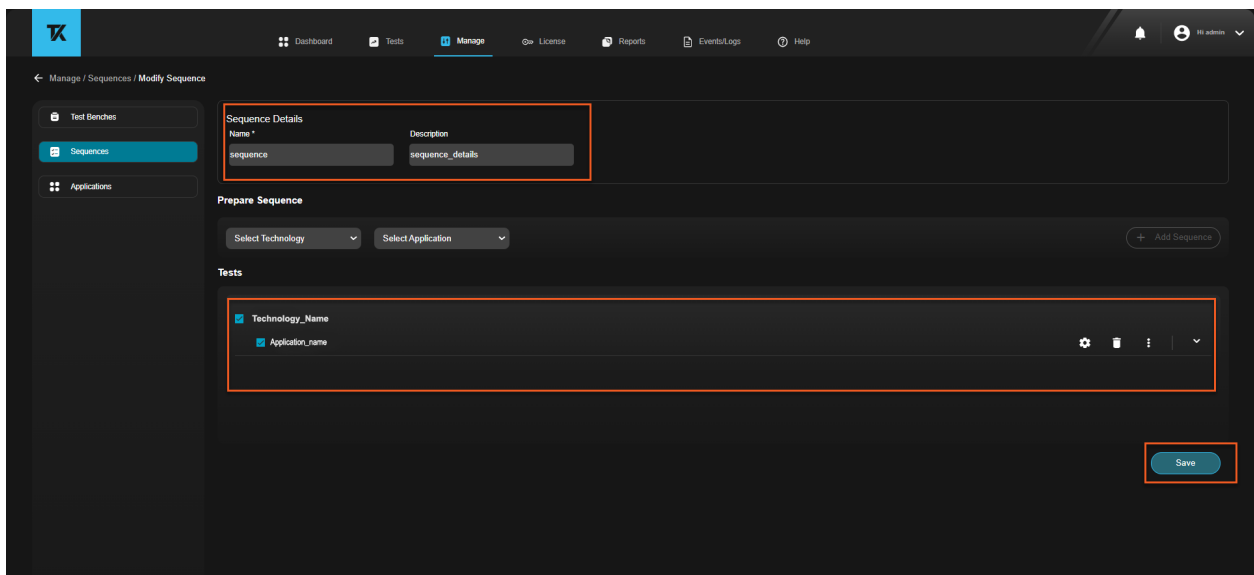 TK
Dashboard Tests Manage License Reports Events/Logs Help Hi admin
Manage / Sequences / Modify Sequence
Test Benches
Sequences
Applications
Sequence Details
Name * Description
sequence sequence_details
Prepare Sequence
Select Technology Select Application + Add Sequence
Tests
Technology_Name
Application_name
Save